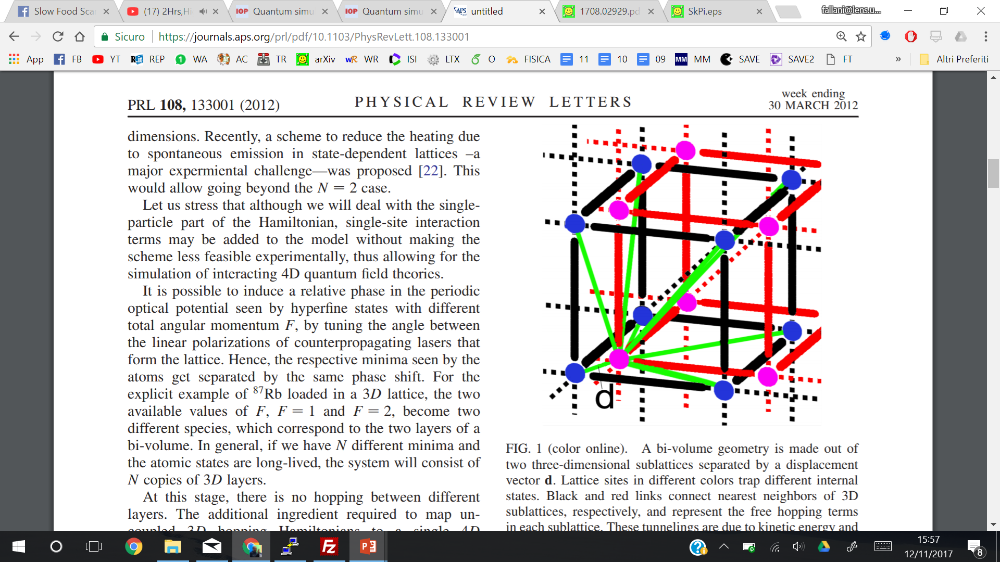 Slow Food Sca
(17) 2Hrs,Hi
IOP Quantum simu
IOP Quantum simu
APS untitled
1708.02929.pd
SkPi.eps
fallani@lens.u...
Sicuro https://journals.aps.org/prl/pdf/10.1103/PhysRevLett.108.133001
App FB YT REP 1 WA AC TR arXiv WR WR ISI LTX O FISICA 11 10 09 MM MM SAVE SAVE2 FT » Altri Preferiti
PRL 108, 133001 (2012) PHYSICAL REVIEW LETTERS
week ending
30 MARCH 2012
dimensions. Recently, a scheme to reduce the heating due
to spontaneous emission in state-dependent lattices –a
major expermiental challenge—was proposed [22]. This
would allow going beyond the N = 2 case.
Let us stress that although we will deal with the single-
particle part of the Hamiltonian, single-site interaction
terms may be added to the model without making the
scheme less feasible experimentally, thus allowing for the
simulation of interacting 4D quantum field theories.
It is possible to induce a relative phase in the periodic
optical potential seen by hyperfine states with different
total angular momentum F, by tuning the angle between
the linear polarizations of counterpropagating lasers that
form the lattice. Hence, the respective minima seen by the
atoms get separated by the same phase shift. For the
explicit example of ⁸⁷Rb loaded in a 3D lattice, the two
available values of F, F = 1 and F = 2, become two
different species, which correspond to the two layers of a
bi-volume. In general, if we have N different minima and
the atomic states are long-lived, the system will consist of
N copies of 3D layers.
At this stage, there is no hopping between different
layers. The additional ingredient required to map un-
coupled 3D hopping Hamiltonians to a single 4D
d
FIG. 1 (color online). A bi-volume geometry is made out of
two three-dimensional sublattices separated by a displacement
vector d. Lattice sites in different colors trap different internal
states. Black and red links connect nearest neighbors of 3D
sublattices, respectively, and represent the free hopping terms
in each sublattice. These tunnelings are due to kinetic energy and
15:57
12/11/2017
8